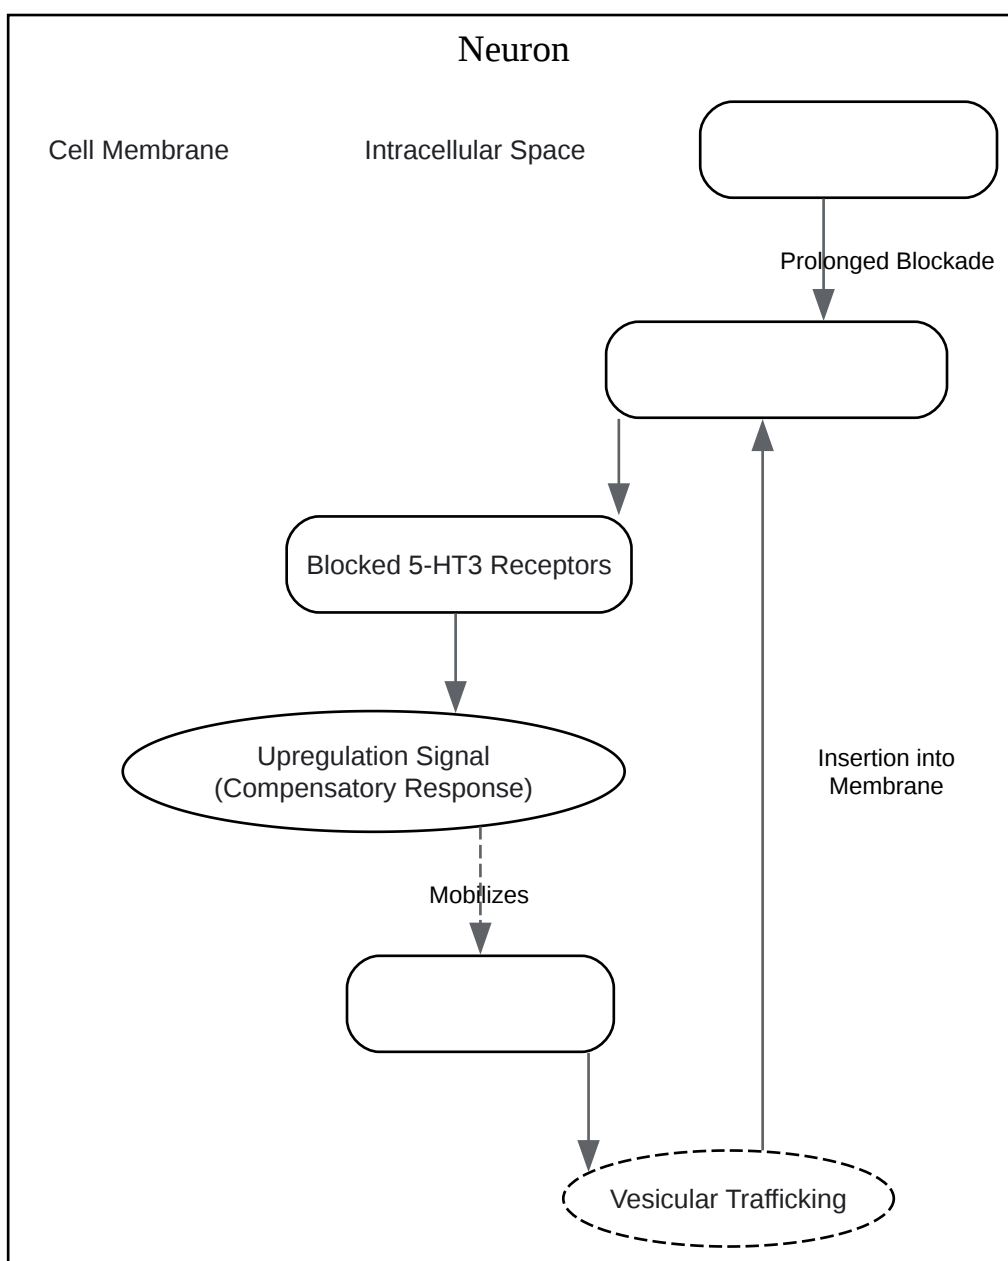 Neuron
Cell Membrane
Intracellular Space
Prolonged Blockade
Blocked 5-HT3 Receptors
Upregulation Signal
(Compensatory Response)
Insertion into
Membrane
Mobilizes
Vesicular Trafficking